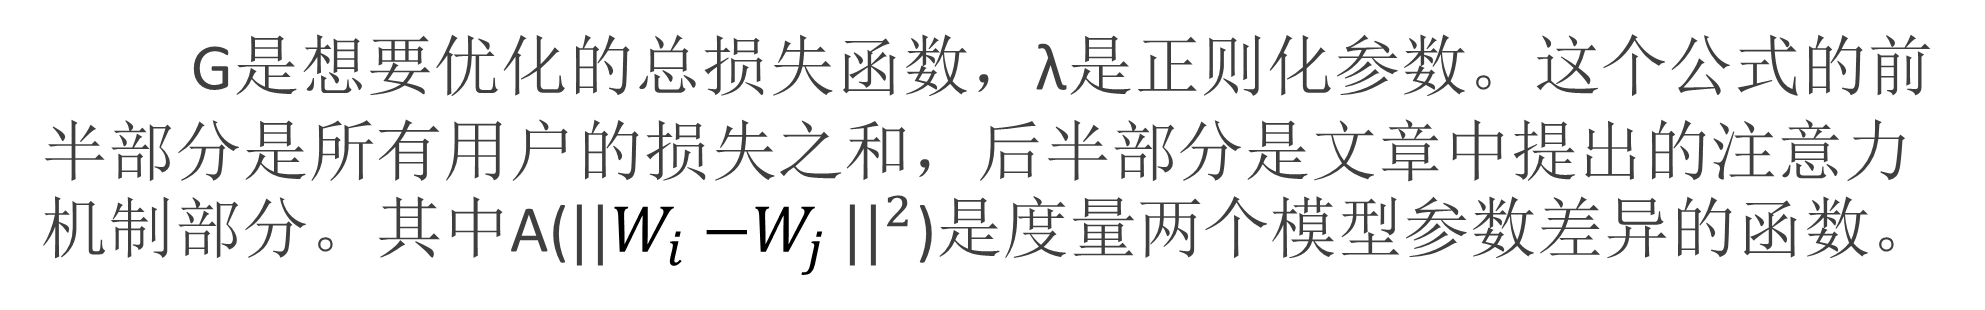 G是想要优化的总损失函数，λ是正则化参数。这个公式的前
半部分是所有用户的损失之和，后半部分是文章中提出的注意力
机制部分。其中A(||𝑊ᵢ −𝑊ⱼ ||²)是度量两个模型参数差异的函数。